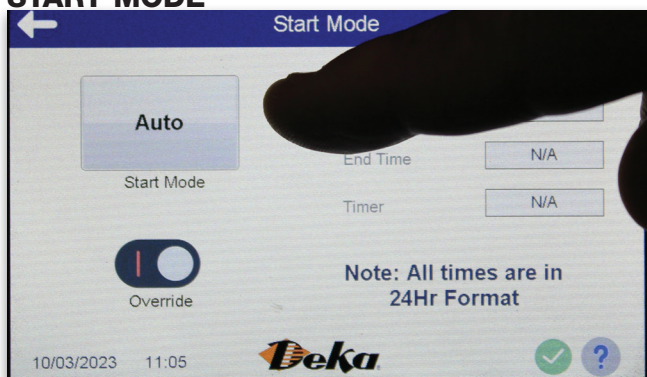 START MODE
Start Mode
Auto
Start Mode
End Time N/A
Timer N/A
Override
Note: All times are in
24Hr Format
10/03/2023 11:05
Deka
?